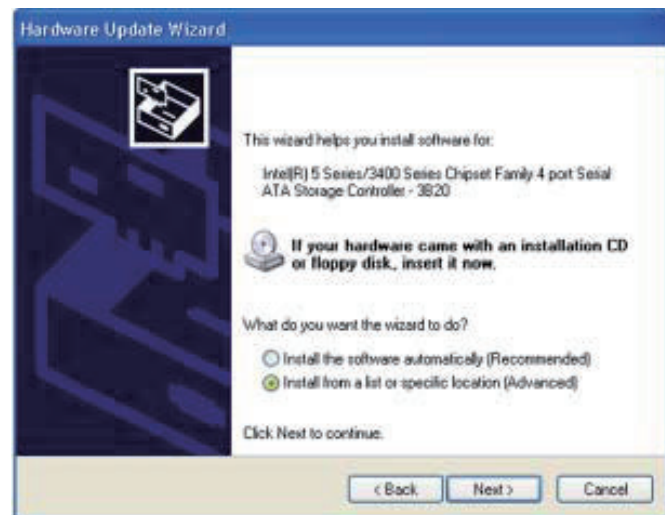 Hardware Update Wizard
This wizard helps you install software for:
Intel(R) 5 Series/3400 Series Chipset Family 4 port Serial
ATA Storage Controller - 3B20
If your hardware came with an installation CD
or floppy disk, insert it now.
What do you want the wizard to do?
Install the software automatically (Recommended)
Install from a list or specific location (Advanced)
Click Next to continue.
< Back Next > Cancel